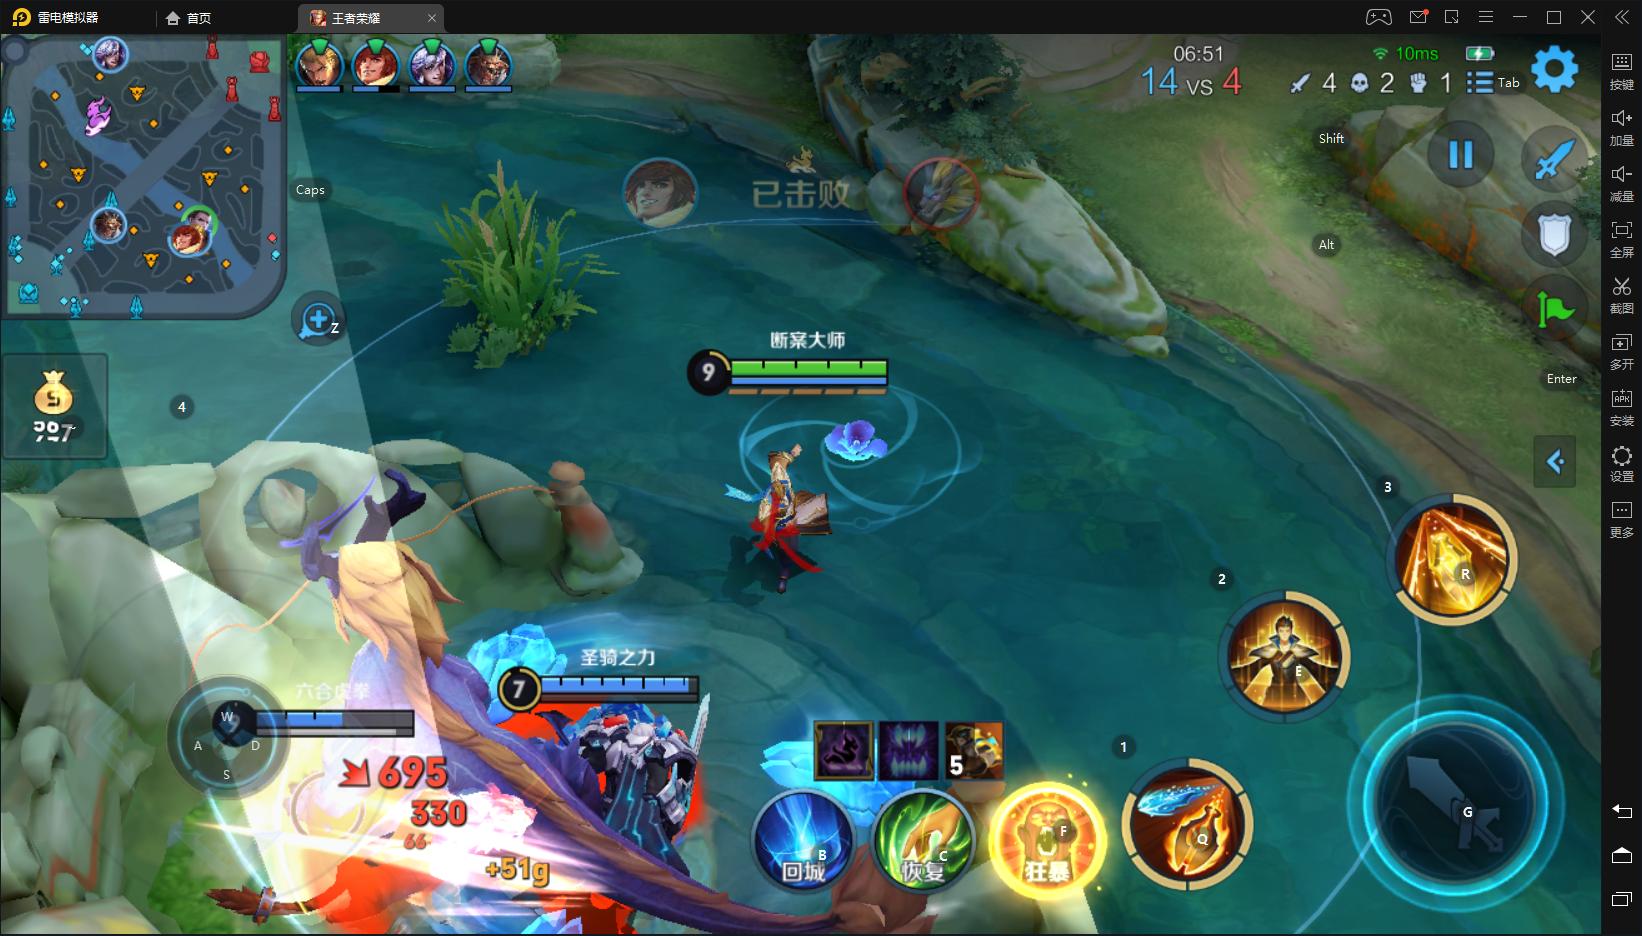 雷电模拟器
首页
王者荣耀
06:51
10ms
14 vs 4
4
2
1
Tab
Shift
Caps
已击败
Alt
Z
断案大师
9
Enter
797
4
3
R
2
E
圣骑之力
7
六合虎拳
W
A
D
S
695
330
66
+51g
5
1
B
回城
C
恢复
F
狂暴
Q
G
按键
加量
减量
全屏
截图
多开
APK
安装
设置
更多